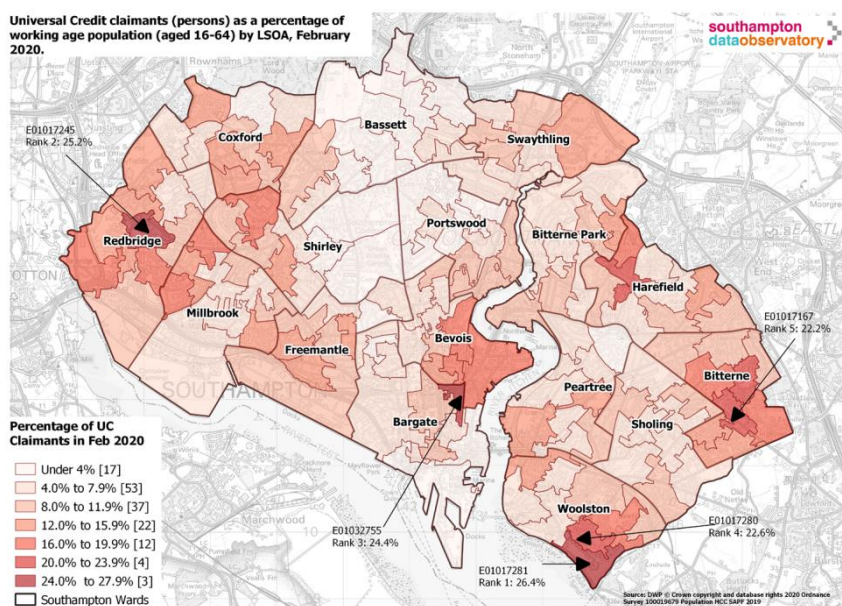 Universal Credit claimants (persons) as a percentage of
working age population (aged 16-64) by LSOA, February
2020.
southampton
dataobservatory
E01017245
Rank 2: 25.2%
Coxford
Bassett
Swaythling
Redbridge
Shirley
Portswood
Bitterne Park
Harefield
Millbrook
Freemantle
Bevois
E01017167
Rank 5: 22.2%
Bitterne
Peartree
Bargate
Sholing
SOUTHAMPTON
Woolston
Marchwood
E01032755
Rank 3: 24.4%
E01017280
Rank 4: 22.6%
E01017281
Rank 1: 26.4%
Percentage of UC
Claimants in Feb 2020
Under 4% [17]
4.0% to 7.9% [53]
8.0% to 11.9% [37]
12.0% to 15.9% [22]
16.0% to 19.9% [12]
20.0% to 23.9% [4]
24.0% to 27.9% [3]
Southampton Wards
Source: DWP © Crown copyright and database rights 2020 Ordnance
Survey 100019679 Population HCC SAPF 2019